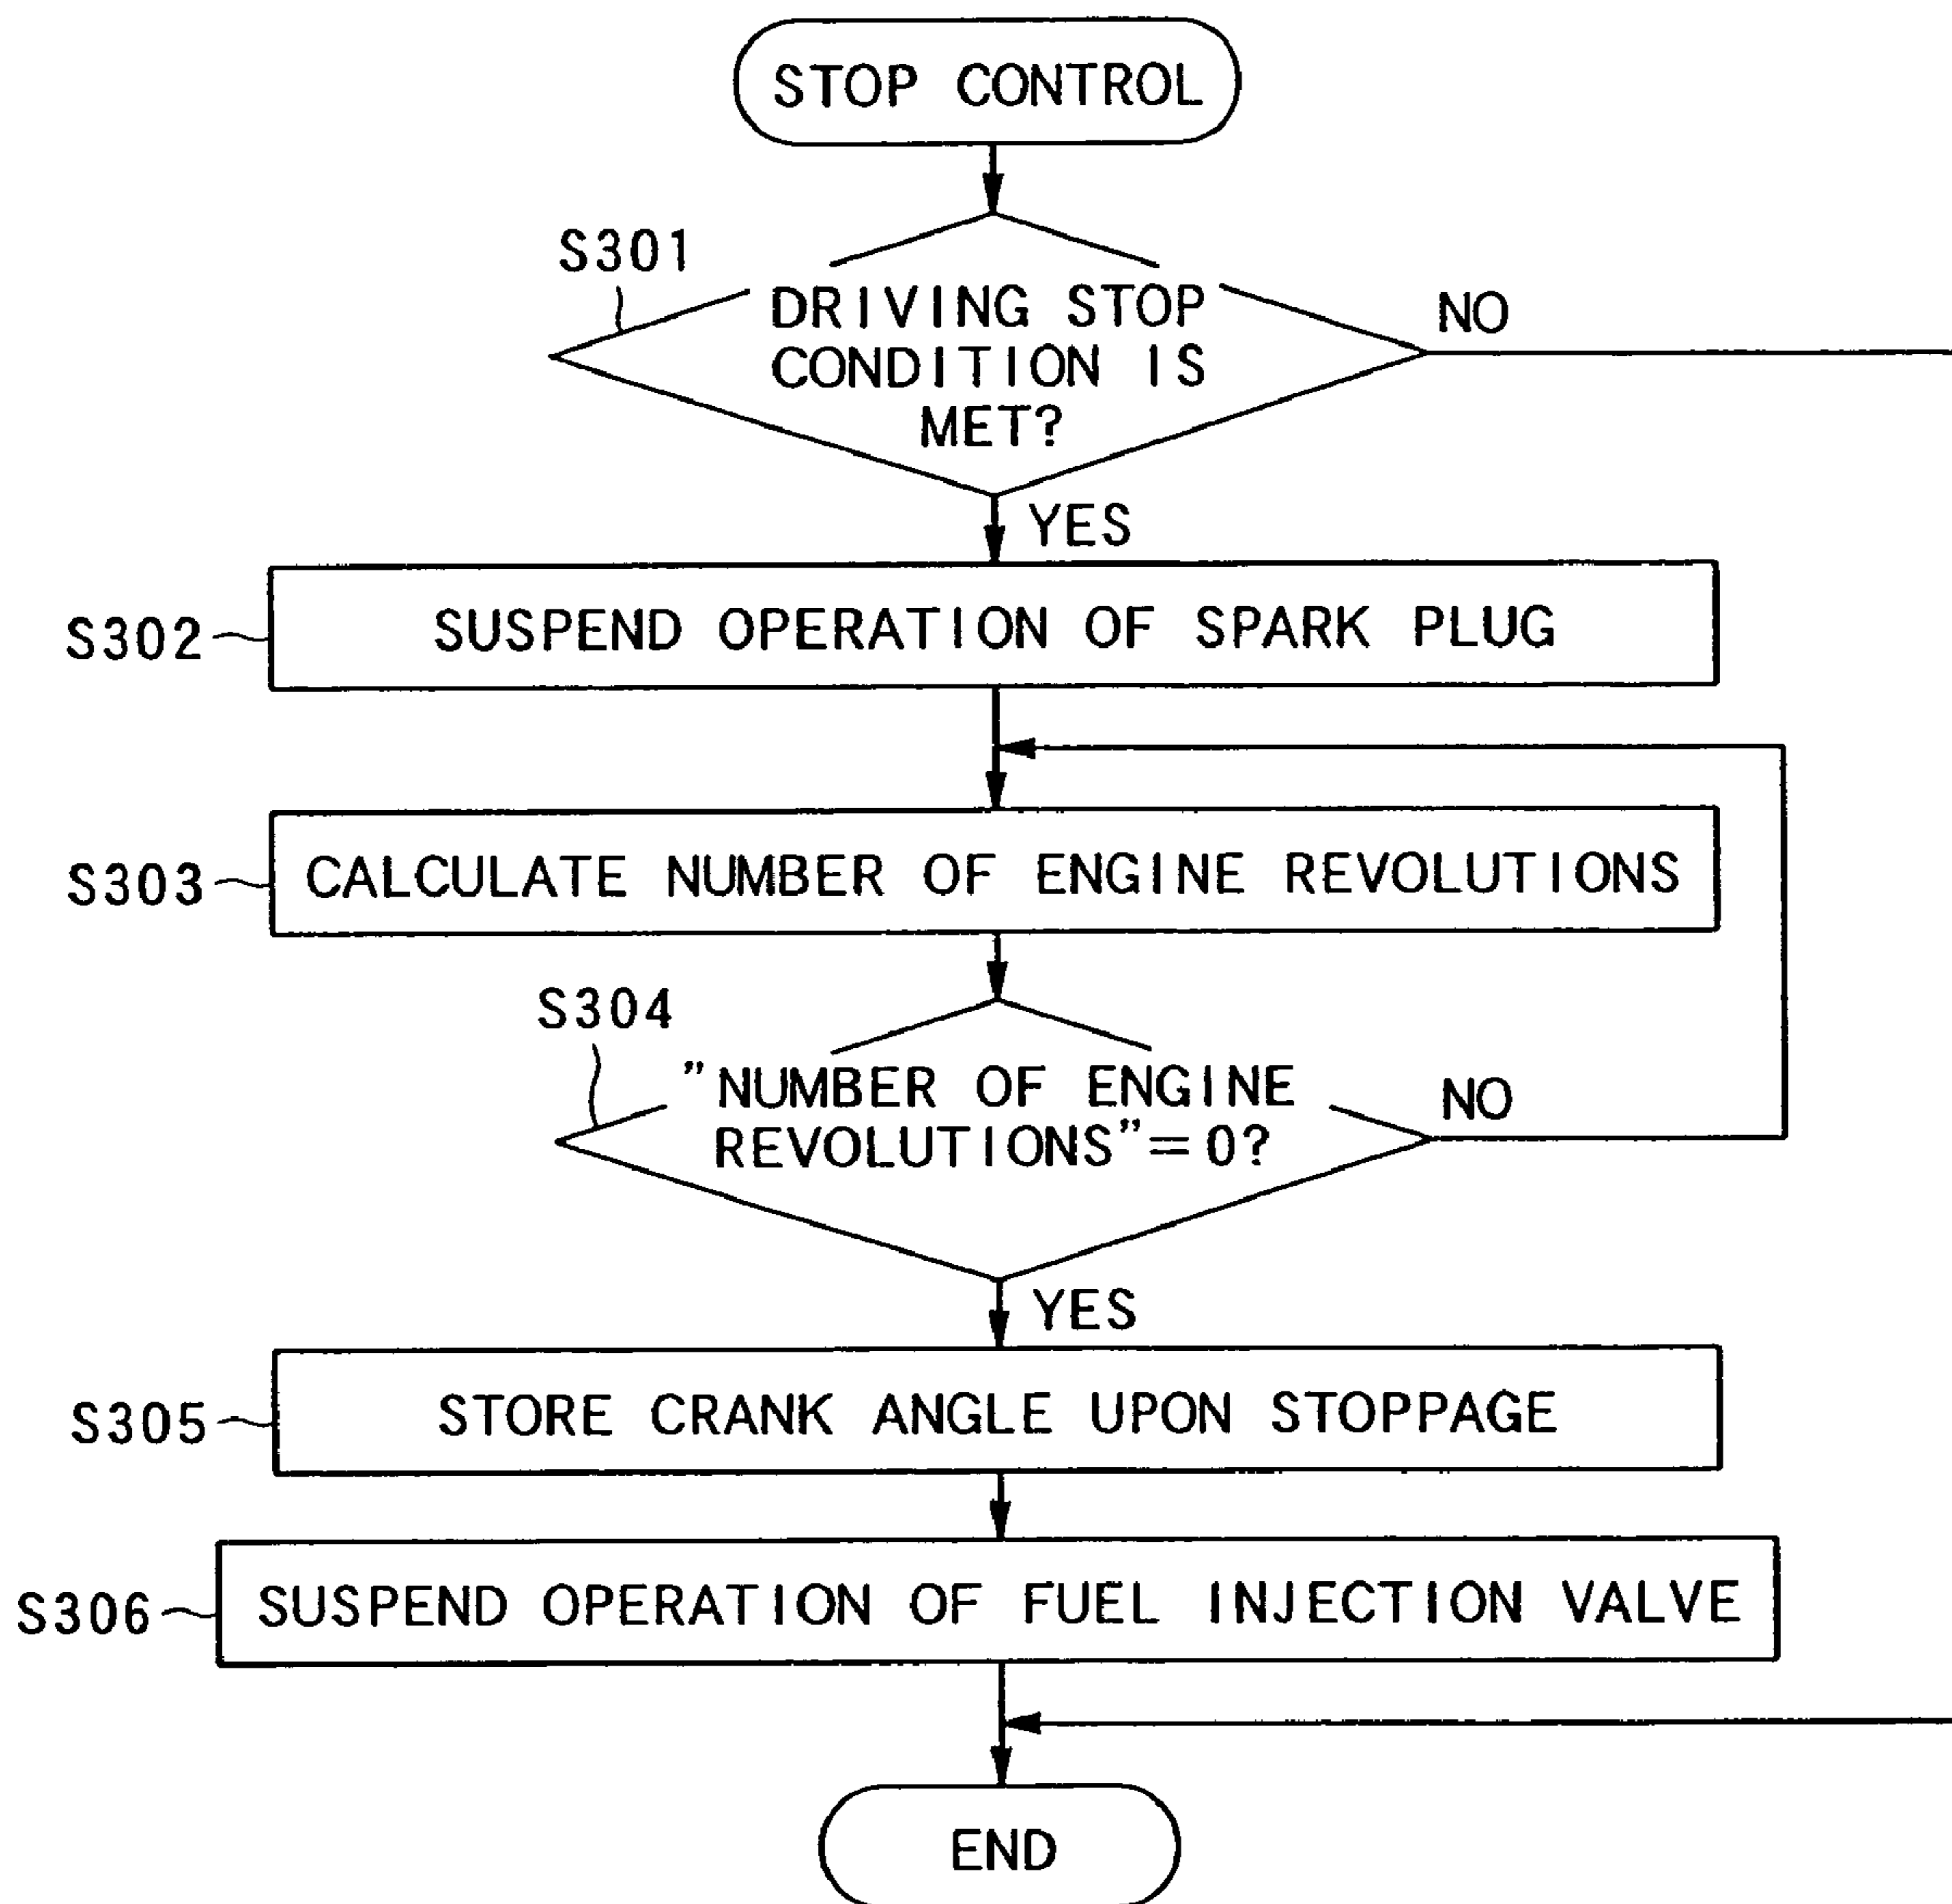 STOP CONTROL
S301
DRIVING STOP
CONDITION IS
MET?
NO
YES
S302
SUSPEND OPERATION OF SPARK PLUG
S303
CALCULATE NUMBER OF ENGINE REVOLUTIONS
S304
”NUMBER OF ENGINE
REVOLUTIONS”=0?
NO
YES
S305
STORE CRANK ANGLE UPON STOPPAGE
S306
SUSPEND OPERATION OF FUEL INJECTION VALVE
END